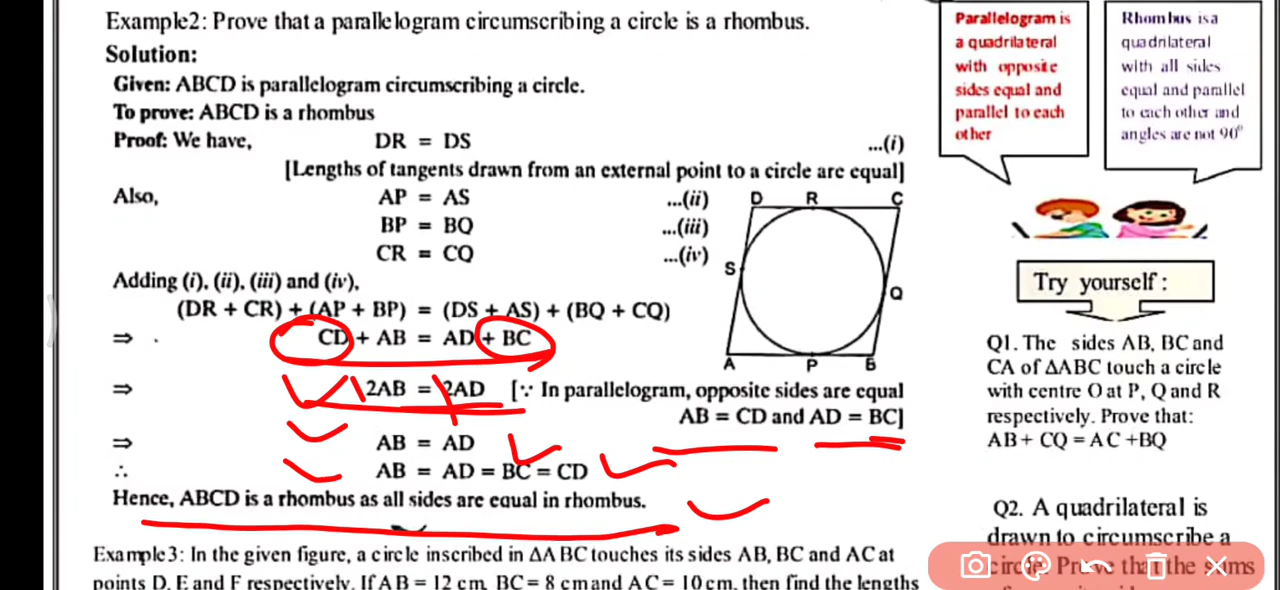 Example2: Prove that a parallelogram circumscribing a circle is a rhombus.
Solution:
Given: ABCD is parallelogram circumscribing a circle.
To prove: ABCD is a rhombus
Proof: We have, DR = DS ...(i)
[Lengths of tangents drawn from an external point to a circle are equal]
Also, AP = AS ...(ii)
BP = BQ ...(iii)
CR = CQ ...(iv)
Adding (i), (ii), (iii) and (iv),
(DR + CR) + (AP + BP) = (DS + AS) + (BQ + CQ)
⇒ CD + AB = AD + BC
⇒ 2AB = 2AD [∵ In parallelogram, opposite sides are equal
AB = CD and AD = BC]
⇒ AB = AD
∴ AB = AD = BC = CD
Hence, ABCD is a rhombus as all sides are equal in rhombus.
D R C
S
Q
A P B
Example3: In the given figure, a circle inscribed in ΔABC touches its sides AB, BC and AC at
points D, E and F respectively. If AB = 12 cm, BC = 8 cm and AC = 10 cm, then find the lengths
Parallelogram is
a quadrilateral
with opposite
sides equal and
parallel to each
other
Rhombus is a
quadrilateral
with all sides
equal and parallel
to each other and
angles are not 90°
Try yourself :
Q1. The sides AB, BC and
CA of ΔABC touch a circle
with centre O at P, Q and R
respectively. Prove that:
AB+ CQ = AC +BQ
Q2. A quadrilateral is
drawn to circumscribe a
circle. Prove that the sums